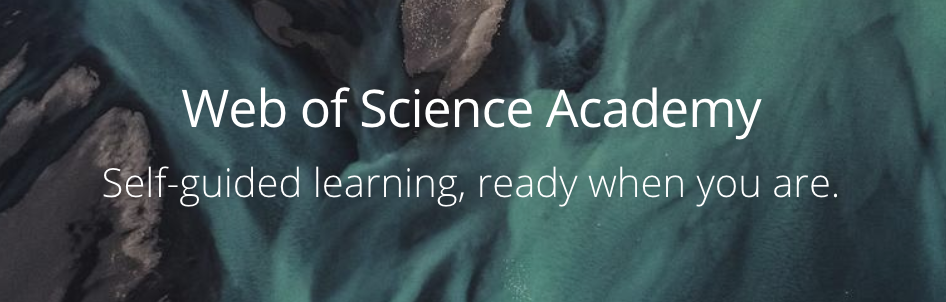 Web of Science Academy
Self-guided learning, ready when you are.